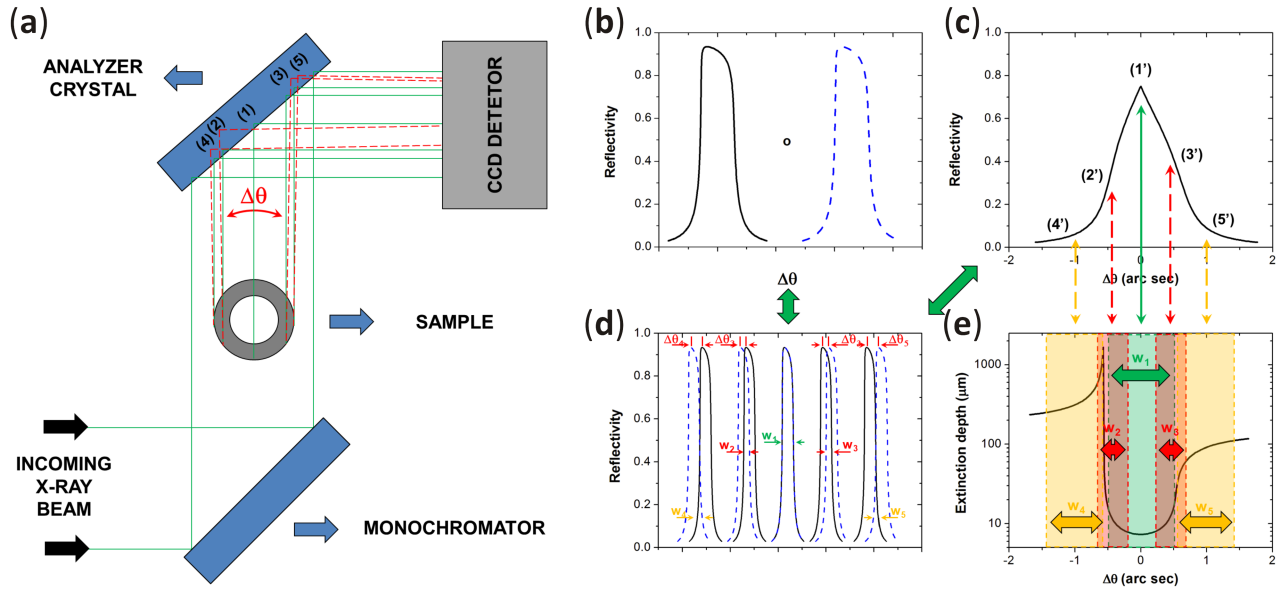 (a)
ANALYZER
CRYSTAL
(3) (5)
(1)
(2)
(4)
CCD DETETOR
Δθ
SAMPLE
INCOMING
X-RAY
BEAM
MONOCHROMATOR
(b)
1.0
0.8
0.6
0.4
0.2
0.0
Reflectivity
o
Δθ
(c)
1.0
0.8
0.6
0.4
0.2
0.0
Reflectivity
(1')
(2')
(3')
(4')
(5')
-2 -1 0 1 2
Δθ (arc sec)
(d)
1.0
0.8
0.6
0.4
0.2
0.0
Reflectivity
Δθ Δθ Δθ Δθ5
w1
w2
w3
w4
w5
(e)
1000
100
10
Extinction depth (μm)
w1
w2
w3
w4
w5
-2 -1 0 1 2
Δθ (arc sec)